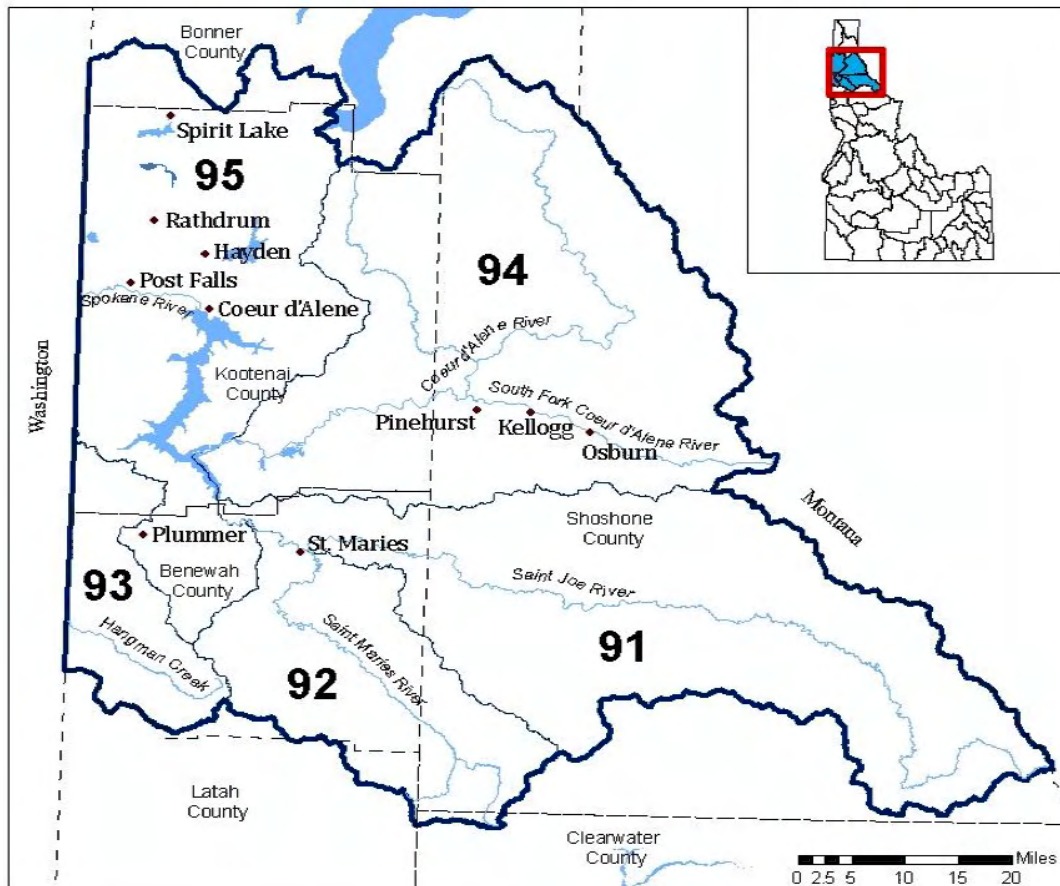 Bonner
County
Spirit Lake
95
Rathdrum
Hayden
94
Post Falls
Spokane River
Coeur d'Alene
Coeur d'Alene River
Kootenai
County
Washington
South Fork Coeur d'Alene River
Pinehurst
Kellogg
Osburn
Montana
Shoshone
County
Plummer
St. Maries
Benewah
County
93
Saint Joe River
Hangman Creek
Saint Maries River
92
91
Latah
County
Clearwater
County
Miles
0 2.5 5 10 15 20